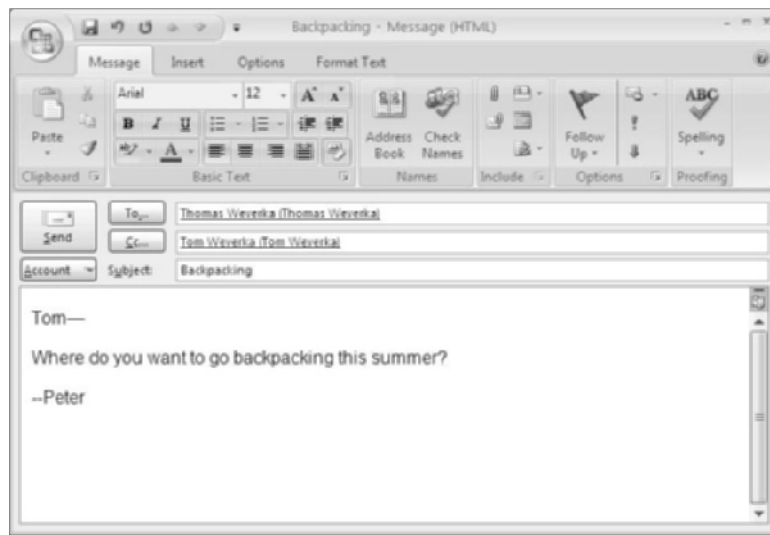 Backpacking - Message (HTML)
Message Insert Options Format Text
Arial 12 A A
B I U
ab A
Paste
Address Book
Check Names
Follow Up
ABC
Spelling
Clipboard Basic Text Names Include Options Proofing
Send
To...
Thomas Weverka (Thomas Weverka)
Cc...
Tom Weverka (Tom Weverka)
Account Subject: Backpacking
Tom—
Where do you want to go backpacking this summer?
--Peter